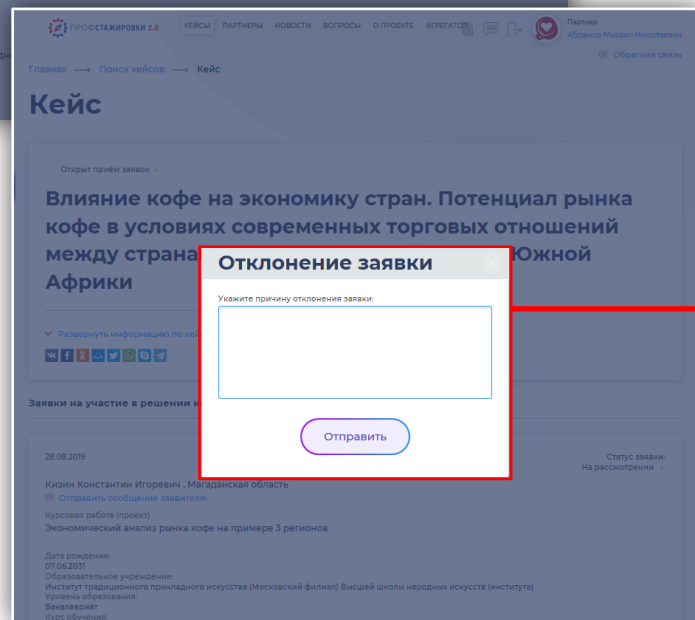 ПРОФСТАЖИРОВКИ 2.0 КЕЙСЫ ПАРТНЕРЫ НОВОСТИ ВОПРОСЫ О ПРОЕКТЕ АГРЕГАТОР Партнер
Абрамов Михаил Николаевич
Обратная связь
Главная → Поиск кейсов → Кейс
Кейс
Открыт приём заявок
Влияние кофе на экономику стран. Потенциал рынка
кофе в условиях современных торговых отношений
между Южной
Африки
Отклонение заявки
Укажите причину отклонения заявки:
Отправить
Развернуть информацию по
Заявки на участие в решении
28.08.2019 Статус заявки:
На рассмотрении
Кизин Константин Игоревич , Магаданская область
Отправить сообщение заявителю
Курсовая работа (проект)
Экономический анализ рынка кофе на примере 3 регионов
Дата рождения:
07.06.2031
Образовательное учреждение:
Институт традиционного прикладного искусства (Московский филиал) Высшей школы народных искусств (института)
Уровень образования:
Бакалавриат
Курс обучения: